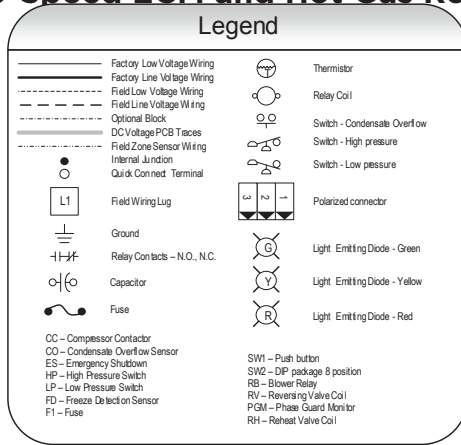 Speed ECM and Hot Gas Re
Legend
Factory Low Voltage Wiring
Factory Line Voltage Wiring
Field Low Voltage Wiring
Field Line Voltage Wiring
Optional Block
DC Voltage PCB Traces
Field Zone Sensor Wiring
Internal Junction
Quick Connect Terminal
L1
Field Wiring Lug
Ground
Relay Contacts – N.O., N.C.
Capacitor
Fuse
Thermistor
Relay Coil
Switch - Condensate Overflow
Switch - High pressure
Switch - Low pressure
3 2 1
Polarized connector
G
Light Emitting Diode - Green
Y
Light Emitting Diode - Yellow
R
Light Emitting Diode - Red
CC – Compressor Contactor
CO – Condensate Overflow Sensor
ES – Emergency Shutdown
HP – High Pressure Switch
LP – Low Pressure Switch
FD – Freeze Detection Sensor
F1 – Fuse
SW1 – Push button
SW2 – DIP package 8 position
RB – Blower Relay
RV – Reversing Valve Coil
PGM – Phase Guard Monitor
RH – Reheat Valve Coil